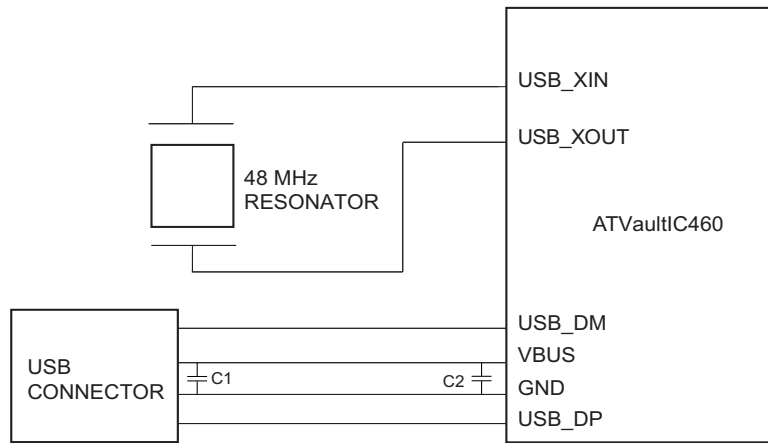 USB_XIN
USB_XOUT
48 MHz
RESONATOR
ATVaultIC460
USB_DM
VBUS
GND
USB_DP
USB
CONNECTOR
C1
C2